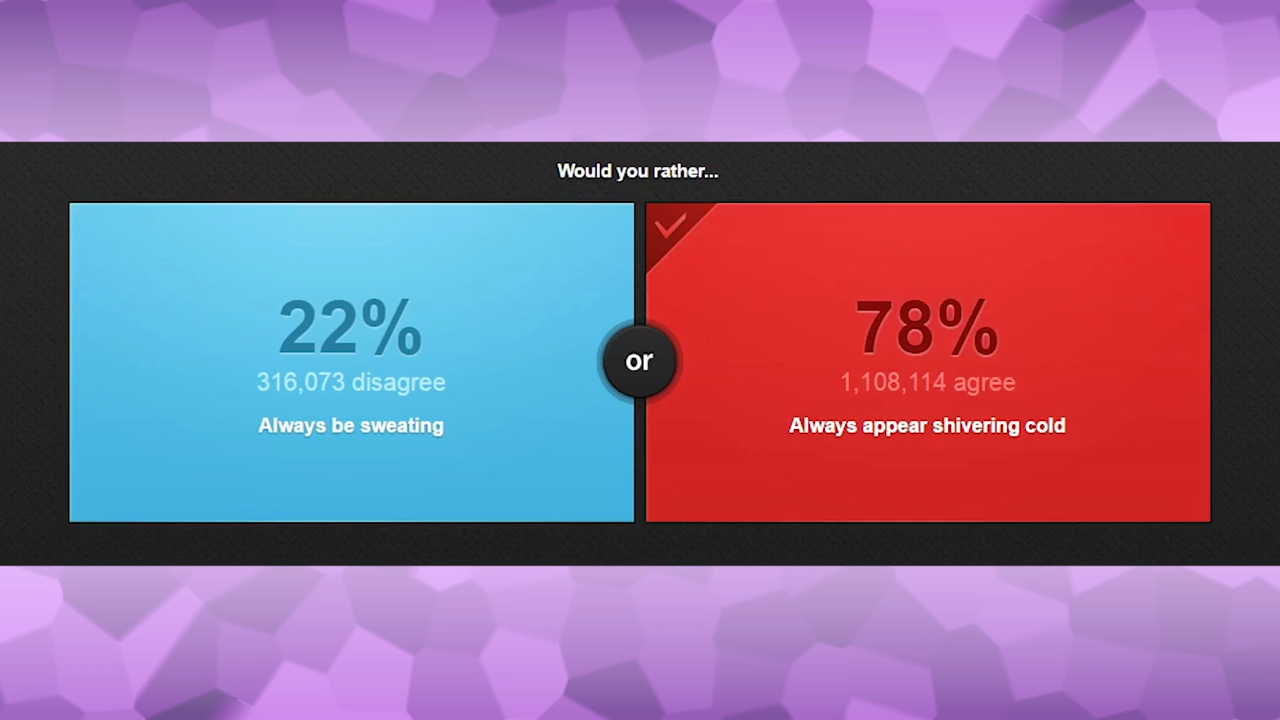 Would you rather...
22%
316,073 disagree
Always be sweating
or
78%
1,108,114 agree
Always appear shivering cold